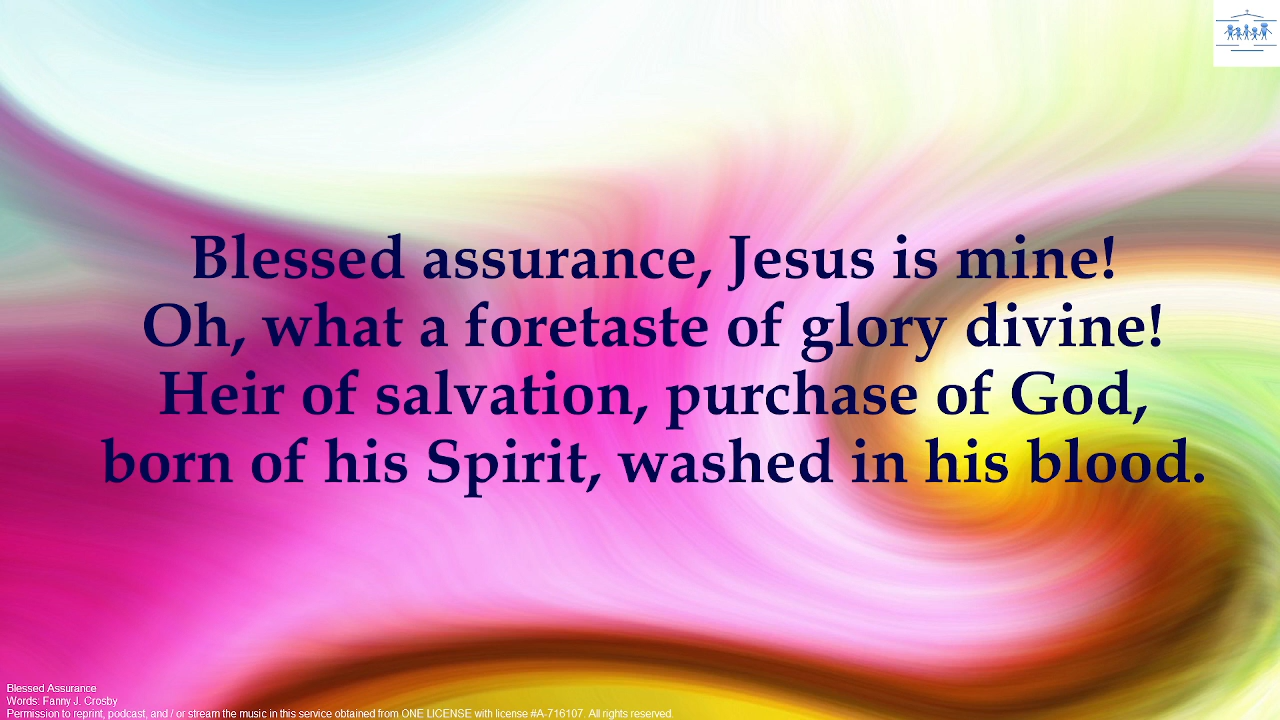 Blessed assurance, Jesus is mine!
Oh, what a foretaste of glory divine!
Heir of salvation, purchase of God,
born of his Spirit, washed in his blood.
Blessed Assurance
Words: Fanny J. Crosby
Permission to reprint, podcast, and / or stream the music in this service obtained from ONE LICENSE with license #A-716107. All rights reserved.